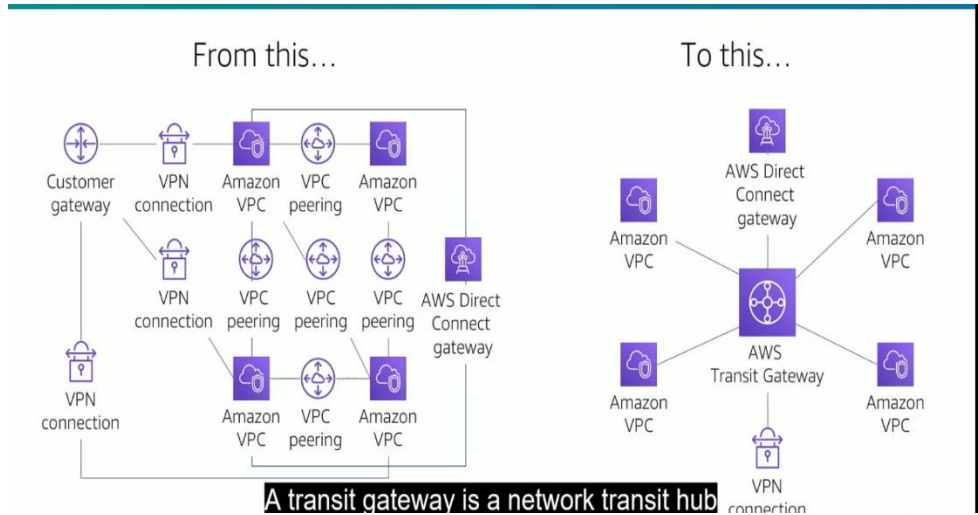 From this...
To this...
Customer
gateway
VPN
connection
Amazon
VPC
VPC
peering
Amazon
VPC
VPN
connection
VPC
peering
VPC
peering
VPC
peering
AWS Direct
Connect
gateway
VPN
connection
Amazon
VPC
VPC
peering
Amazon
VPC
AWS Direct
Connect
gateway
Amazon
VPC
Amazon
VPC
AWS
Transit Gateway
Amazon
VPC
Amazon
VPC
VPN
connection
A transit gateway is a network transit hub